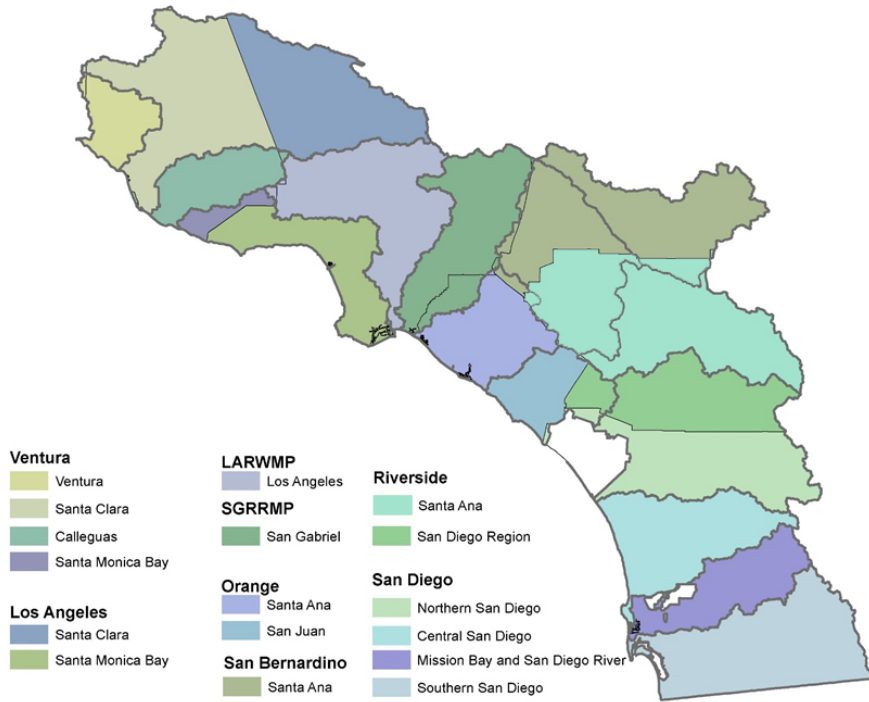 Ventura
Ventura
Santa Clara
Calleguas
Santa Monica Bay
Los Angeles
Santa Clara
Santa Monica Bay
LARWMP
Los Angeles
SGRRMP
San Gabriel
Orange
Santa Ana
San Juan
San Bernardino
Santa Ana
Riverside
Santa Ana
San Diego Region
San Diego
Northern San Diego
Central San Diego
Mission Bay and San Diego River
Southern San Diego